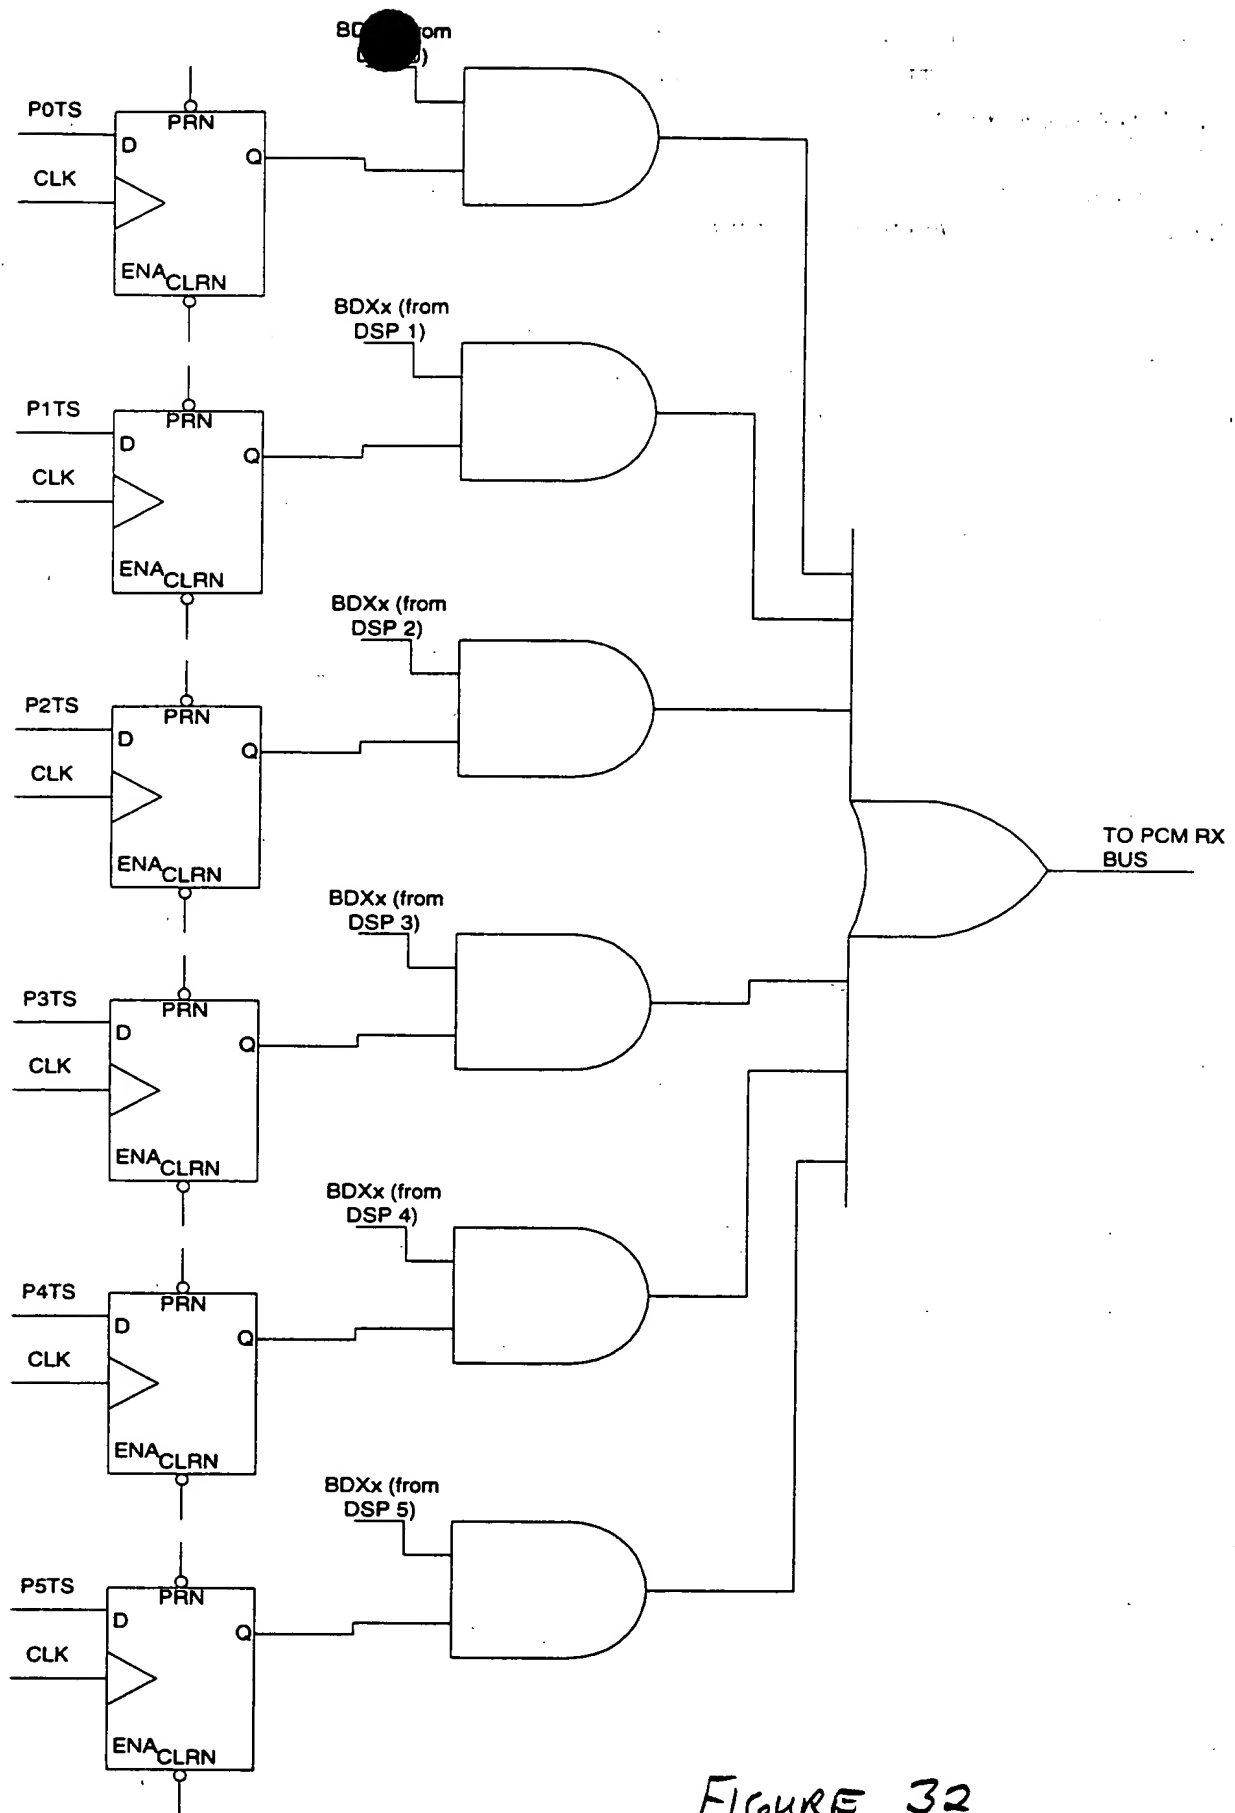 P0TS
CLK
D
PRN
Q
ENA
CLRN
BDXx (from
DSP 1)
P1TS
CLK
D
PRN
Q
ENA
CLRN
BDXx (from
DSP 2)
P2TS
CLK
D
PRN
Q
ENA
CLRN
TO PCM RX
BUS
BDXx (from
DSP 3)
P3TS
CLK
D
PRN
Q
ENA
CLRN
BDXx (from
DSP 4)
P4TS
CLK
D
PRN
Q
ENA
CLRN
BDXx (from
DSP 5)
P5TS
CLK
D
PRN
Q
ENA
CLRN
FIGURE 32